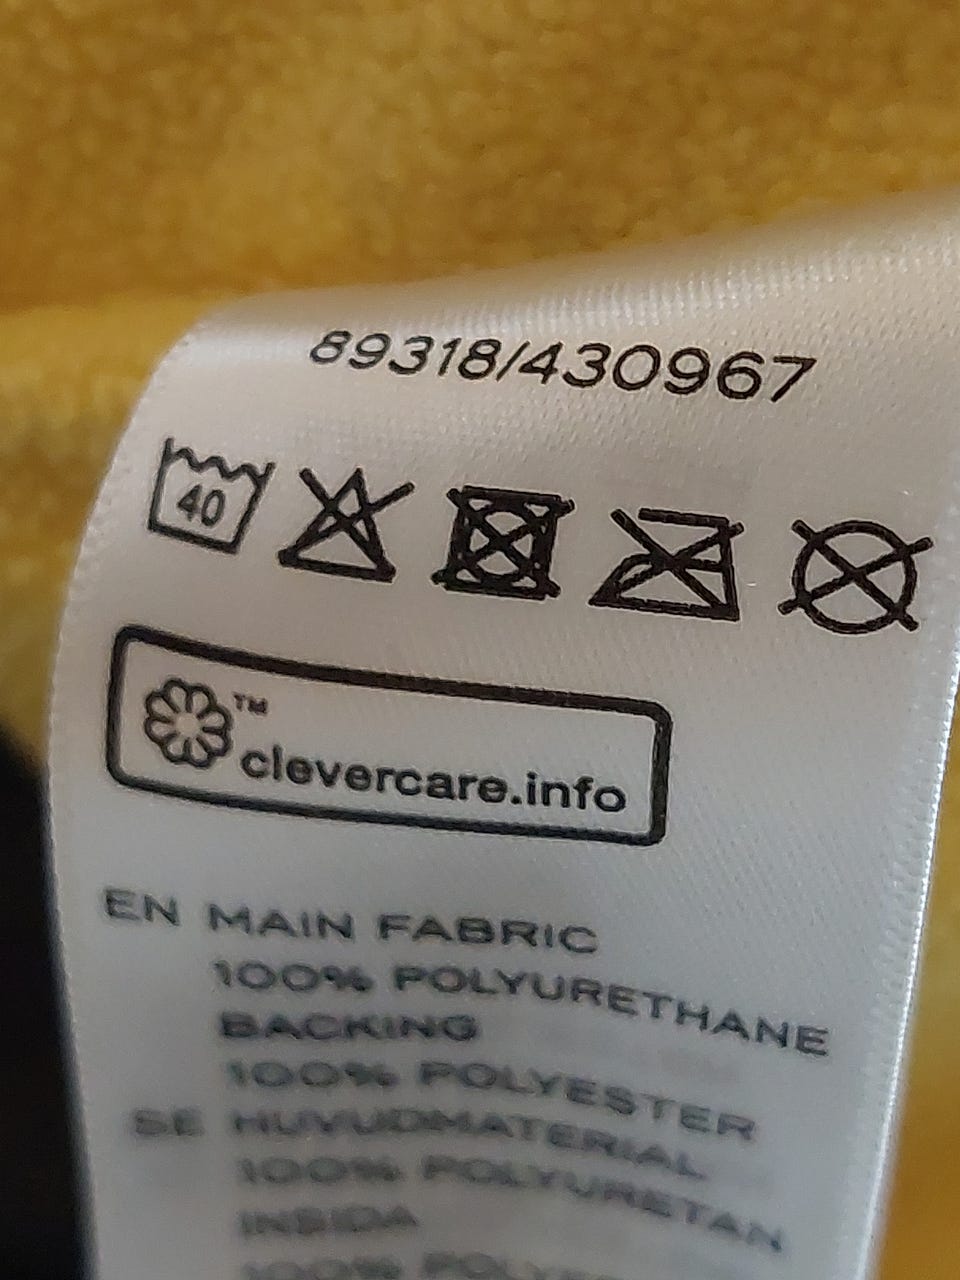 89318/430967
40
™
clevercare.info
EN MAIN FABRIC
100% POLYURETHANE
BACKING
100% POLYESTER
SE HUVUDMATERIAL
100% POLYURETAN
INSIDA
100%